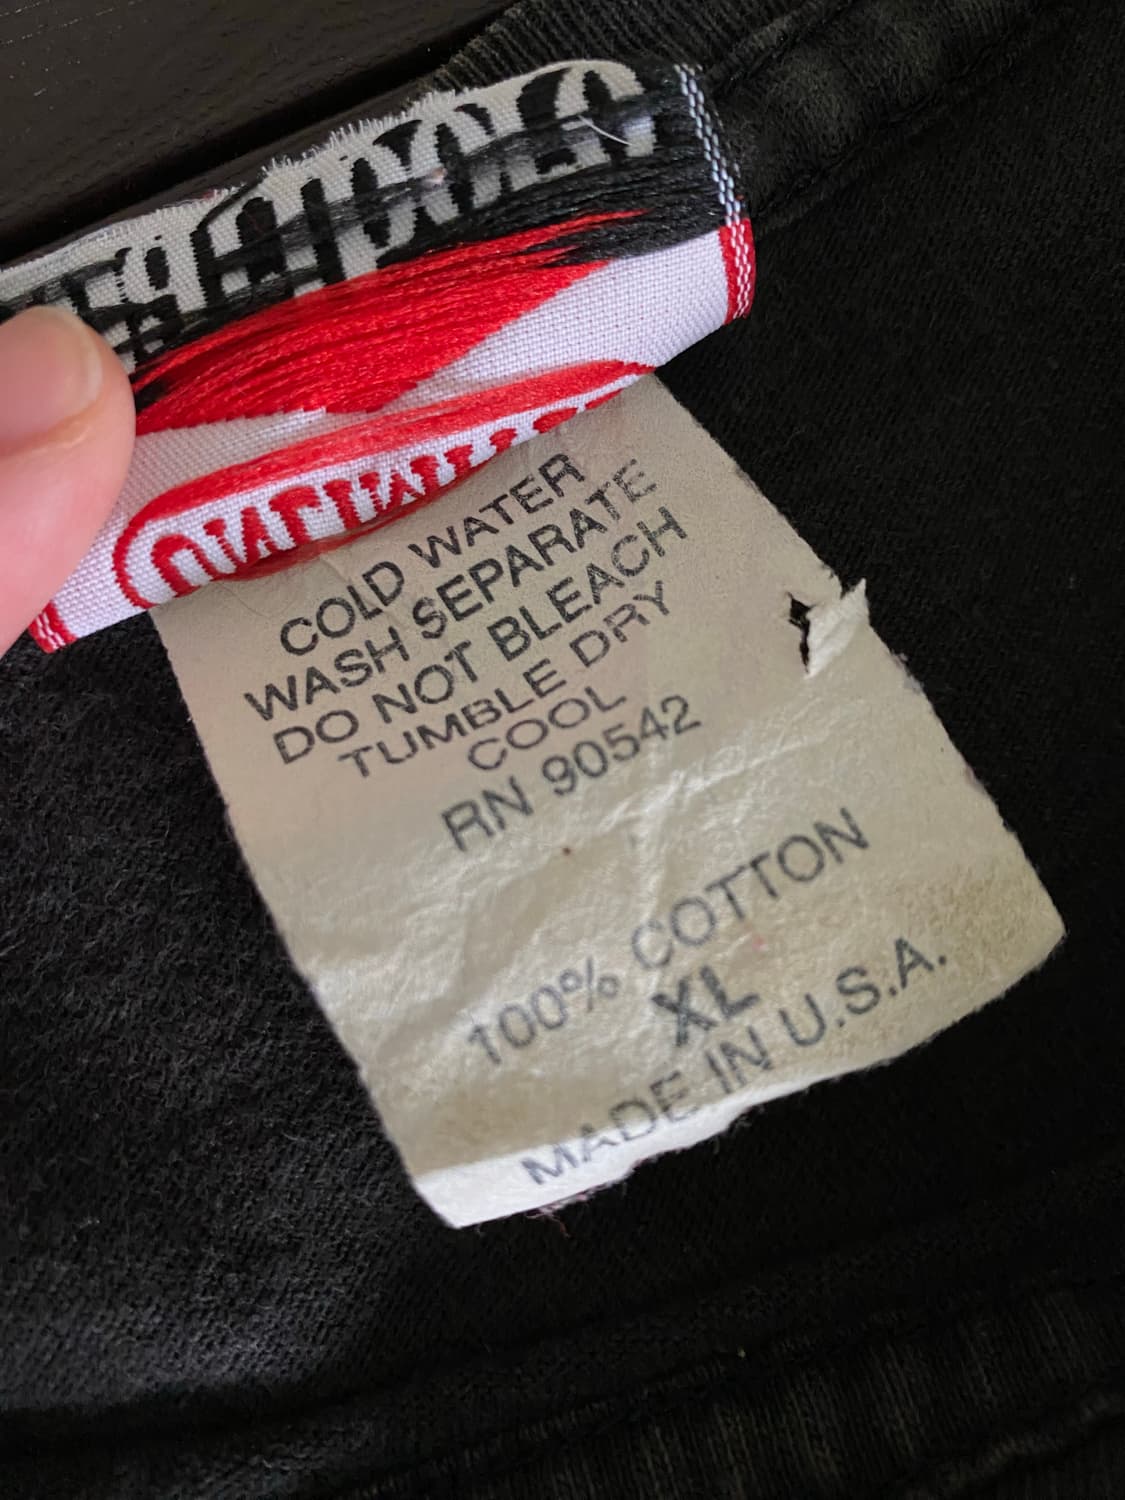 COLD WATER
WASH SEPARATE
DO NOT BLEACH
TUMBLE DRY
COOL
RN 90542
100% COTTON
XL
MADE IN U.S.A.